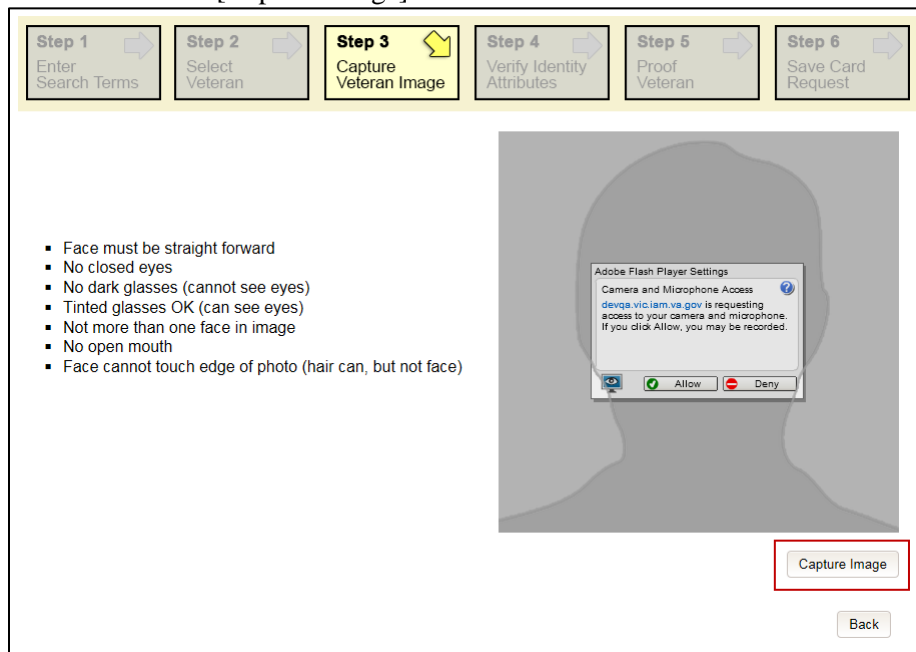 Step 1
Enter
Search Terms
Step 2
Select
Veteran
Step 3
Capture
Veteran Image
Step 4
Verify Identity
Attributes
Step 5
Proof
Veteran
Step 6
Save Card
Request
▪ Face must be straight forward
▪ No closed eyes
▪ No dark glasses (cannot see eyes)
▪ Tinted glasses OK (can see eyes)
▪ Not more than one face in image
▪ No open mouth
▪ Face cannot touch edge of photo (hair can, but not face)
Adobe Flash Player Settings
Camera and Microphone Access
?
devqa.vic.iam.va.gov is requesting
access to your camera and microphone.
If you click Allow, you may be recorded.
Allow
Deny
Capture Image
Back